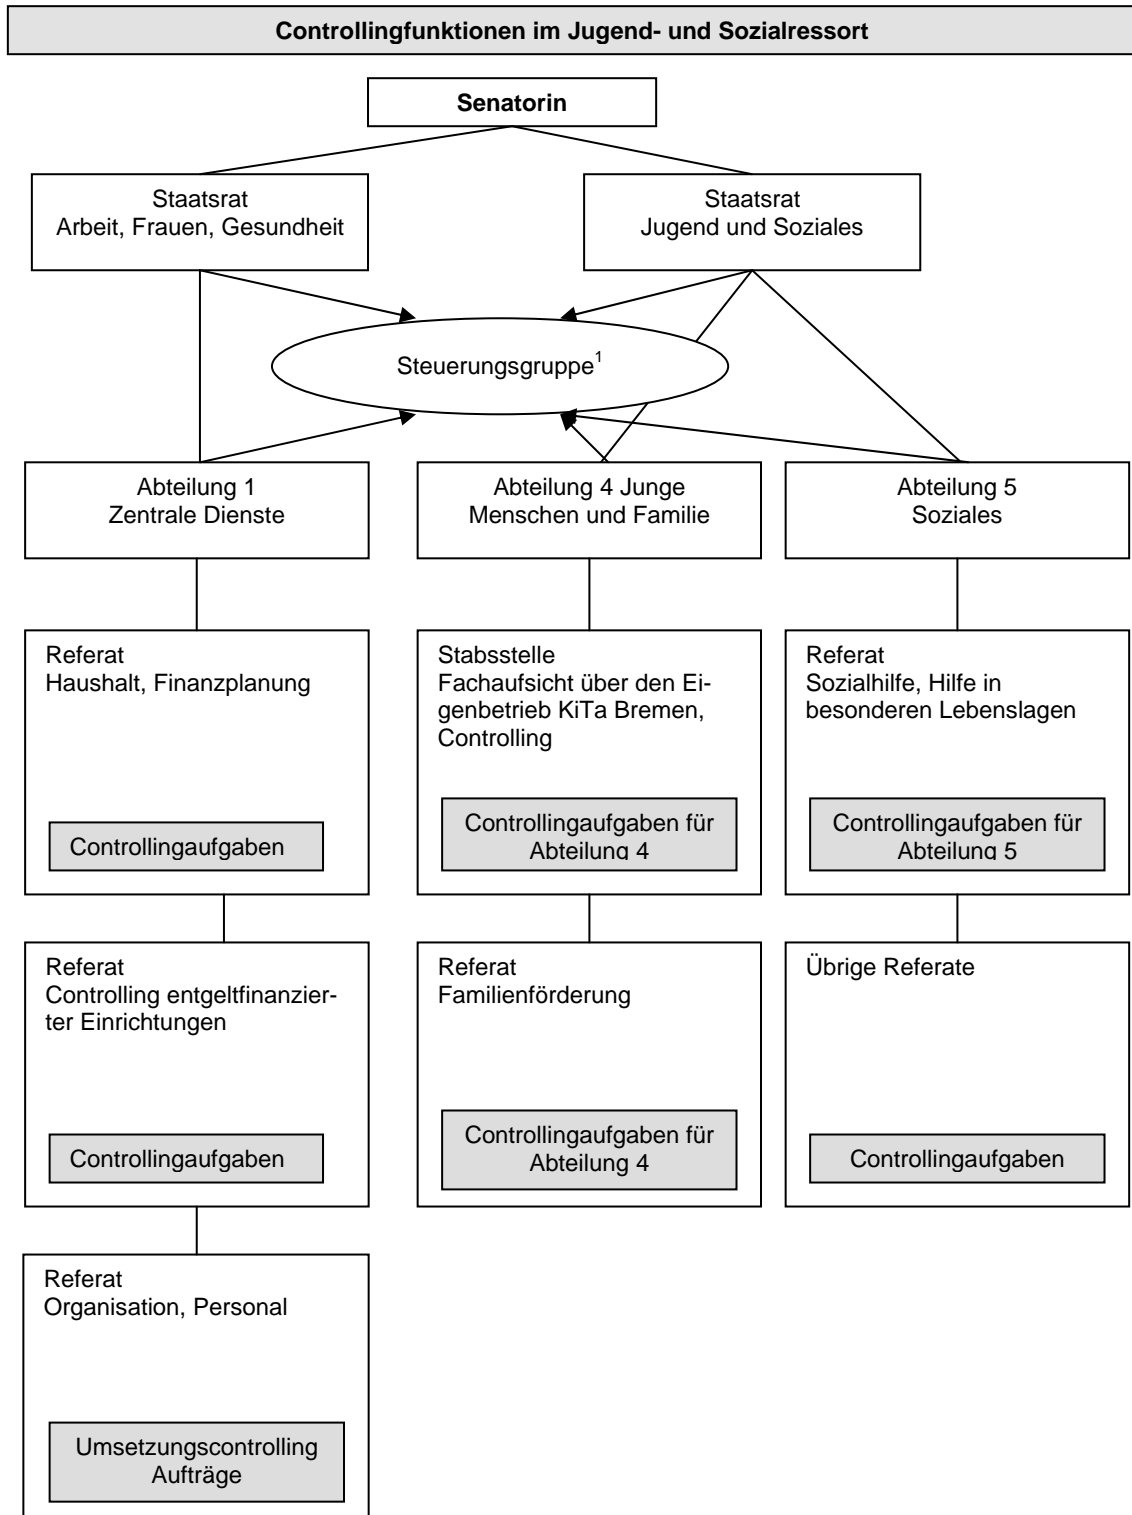 Controllingfunktionen im Jugend- und Sozialressort
Senatorin
Staatsrat
Arbeit, Frauen, Gesundheit
Staatsrat
Jugend und Soziales
Steuerungsgruppe¹
Abteilung 1
Zentrale Dienste
Abteilung 4 Junge
Menschen und Familie
Abteilung 5
Soziales
Referat
Haushalt, Finanzplanung
Controllingaufgaben
Stabsstelle
Fachaufsicht über den Ei-
genbetrieb KiTa Bremen,
Controlling
Controllingaufgaben für
Abteilung 4
Referat
Sozialhilfe, Hilfe in
besonderen Lebenslagen
Controllingaufgaben für
Abteilung 5
Referat
Controlling entgeltfinanzier-
ter Einrichtungen
Controllingaufgaben
Referat
Familienförderung
Controllingaufgaben für
Abteilung 4
Übrige Referate
Controllingaufgaben
Referat
Organisation, Personal
Umsetzungscontrolling
Aufträge